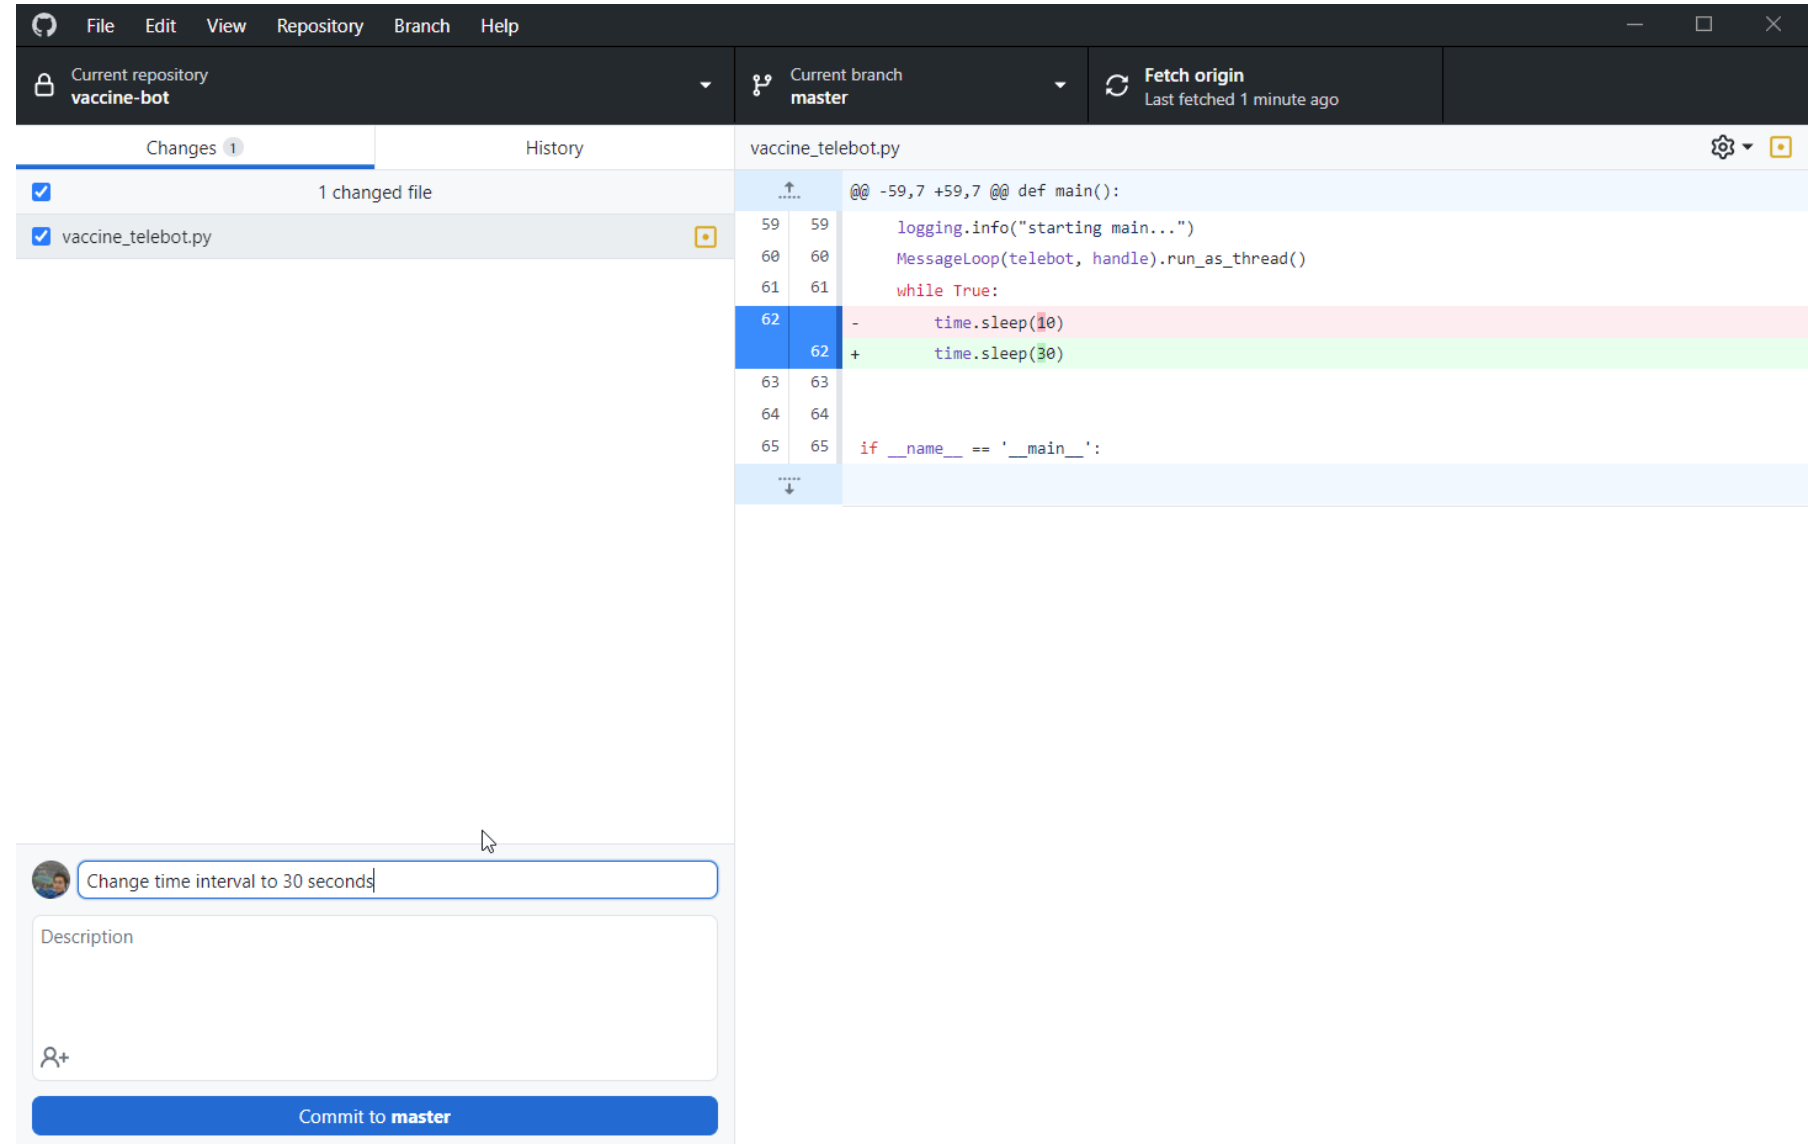 File Edit View Repository Branch Help
Current repository
vaccine-bot
Current branch
master
Fetch origin
Last fetched 1 minute ago
Changes 1
History
1 changed file
vaccine_telebot.py
vaccine_telebot.py
@@ -59,7 +59,7 @@ def main():
59 59 logging.info("starting main...")
60 60 MessageLoop(telebot, handle).run_as_thread()
61 61 while True:
62 - time.sleep(10)
62 + time.sleep(30)
63 63
64 64
65 65 if __name__ == '__main__':
Change time interval to 30 seconds
Description
Commit to master